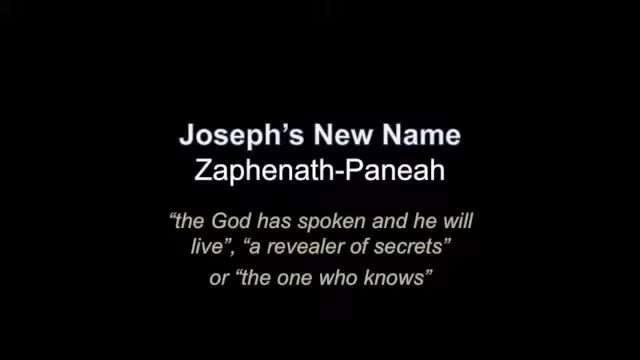 Joseph’s New Name
Zaphenath-Paneah
“the God has spoken and he will
live”, “a revealer of secrets”
or “the one who knows”